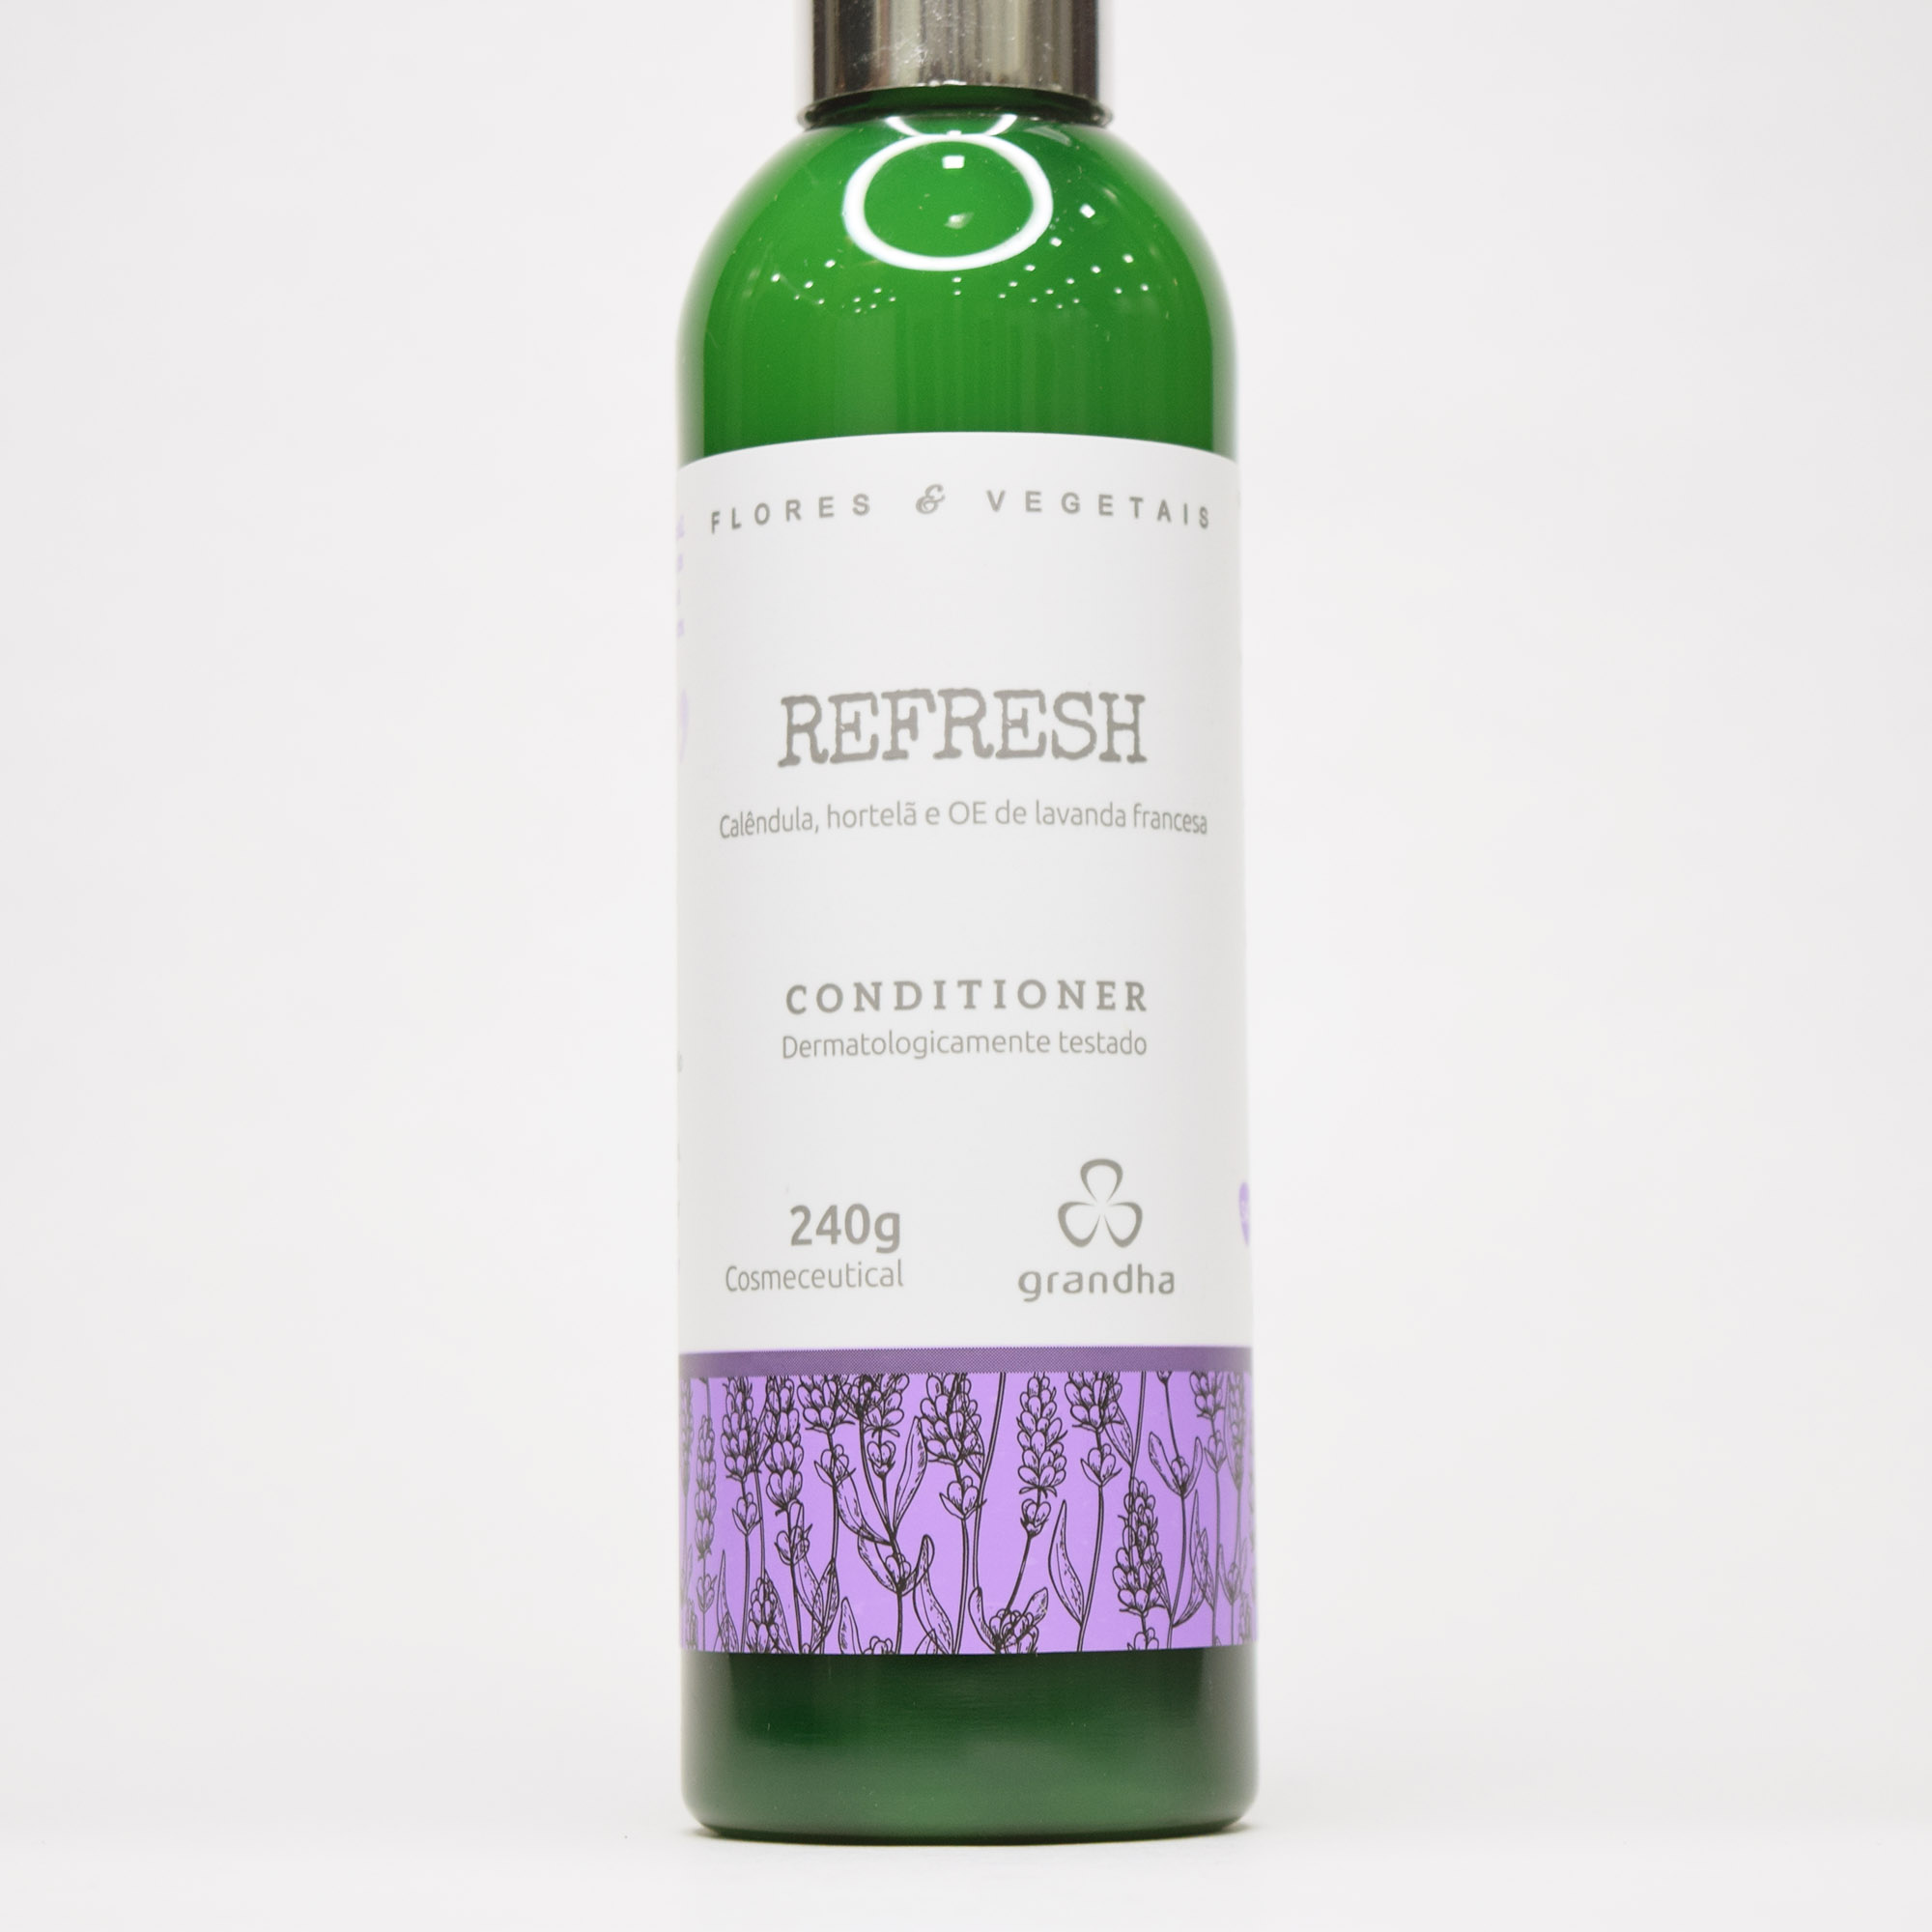 FLORES & VEGETAIS
REFRESH
Calêndula, hortelã e OE de lavanda francesa
CONDITIONER
Dermatologicamente testado
240g
Cosmeceutical
grandha